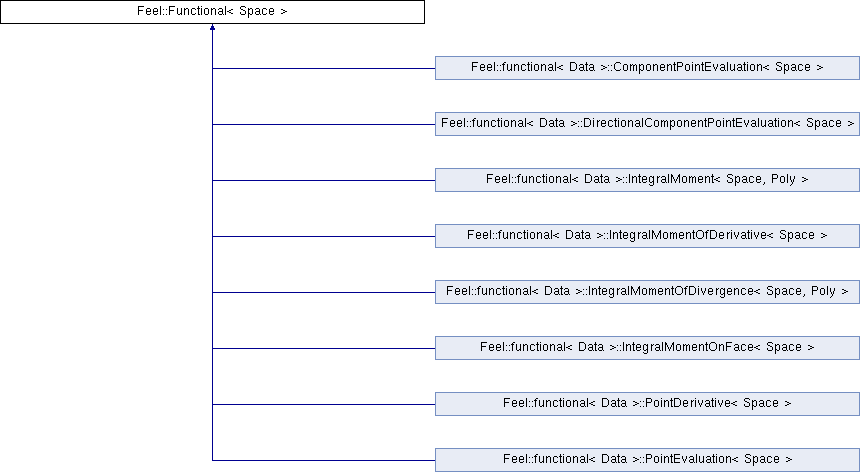 Feel::Functional< Space >
Feel::functional< Data >::ComponentPointEvaluation< Space >
Feel::functional< Data >::DirectionalComponentPointEvaluation< Space >
Feel::functional< Data >::IntegralMoment< Space, Poly >
Feel::functional< Data >::IntegralMomentOfDerivative< Space >
Feel::functional< Data >::IntegralMomentOfDivergence< Space, Poly >
Feel::functional< Data >::IntegralMomentOnFace< Space >
Feel::functional< Data >::PointDerivative< Space >
Feel::functional< Data >::PointEvaluation< Space >